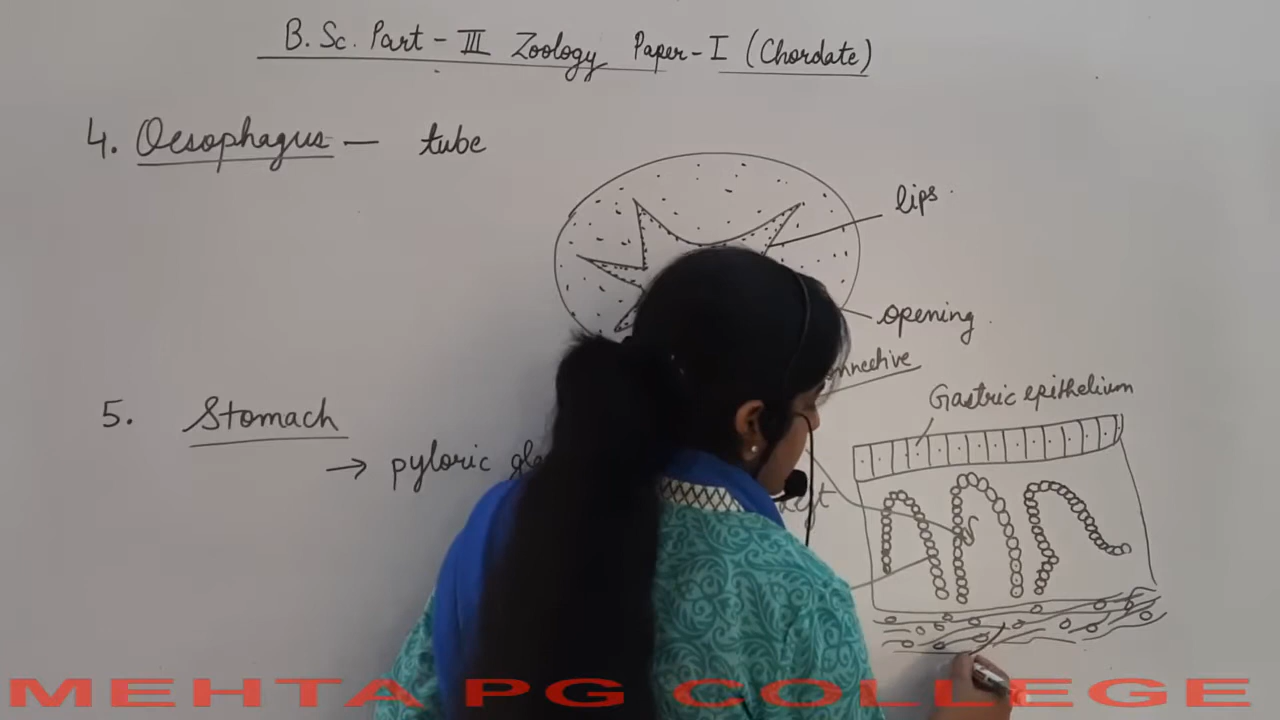 B. Sc. Part - III Zoology Paper - I (Chordate)
4. Oesophagus — tube
lips
opening
Gastric epithelium
5. Stomach
→ pyloric
MEHTA PG COLLEGE